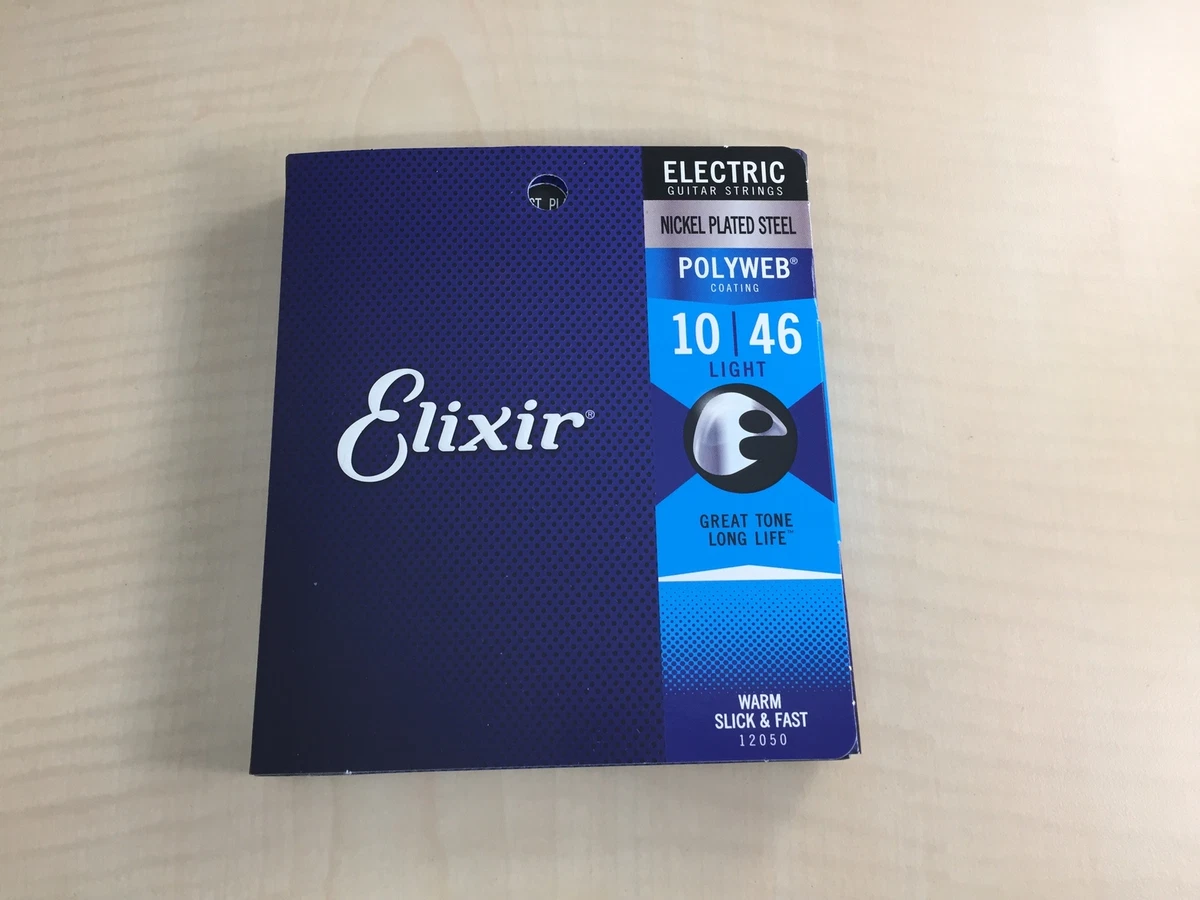 Elixir®
ELECTRIC
GUITAR STRINGS
NICKEL PLATED STEEL
POLYWEB®
COATING
10 | 46
LIGHT
GREAT TONE
LONG LIFE™
WARM
SLICK & FAST
12050